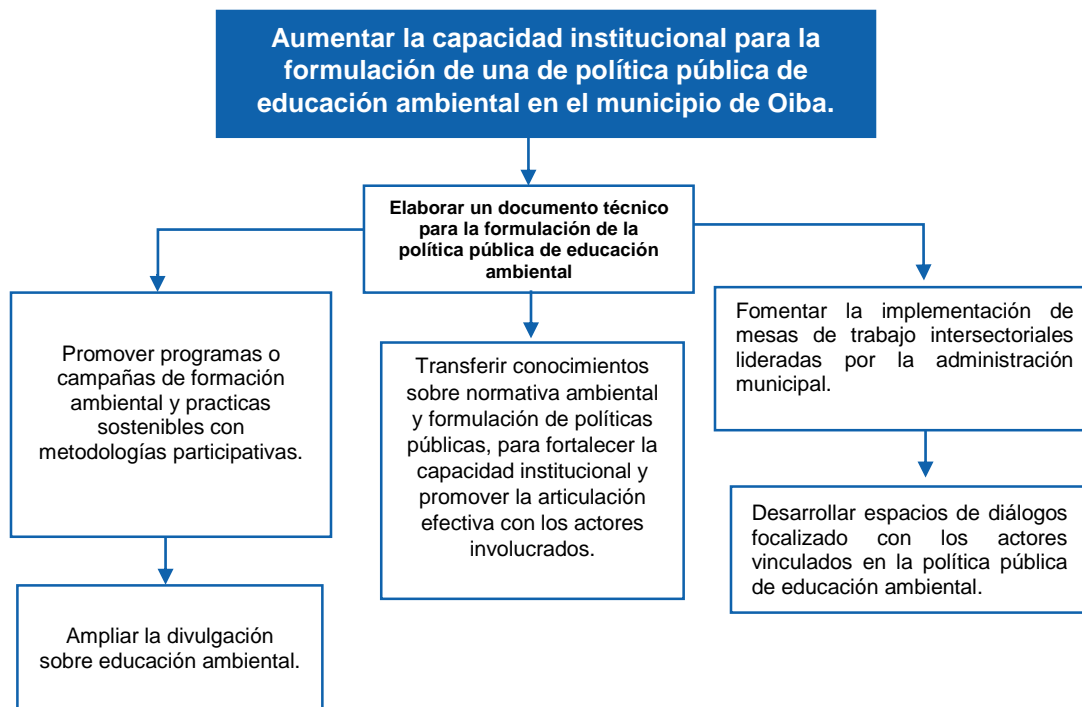 Aumentar la capacidad institucional para la
formulación de una de política pública de
educación ambiental en el municipio de Oiba.
Elaborar un documento técnico
para la formulación de la
política pública de educación
ambiental
Promover programas o
campañas de formación
ambiental y practicas
sostenibles con
metodologías participativas.
Transferir conocimientos
sobre normativa ambiental
y formulación de políticas
públicas, para fortalecer la
capacidad institucional y
promover la articulación
efectiva con los actores
involucrados.
Fomentar la implementación de
mesas de trabajo intersectoriales
lideradas por la administración
municipal.
Ampliar la divulgación
sobre educación ambiental.
Desarrollar espacios de diálogos
focalizado con los actores
vinculados en la política pública
de educación ambiental.